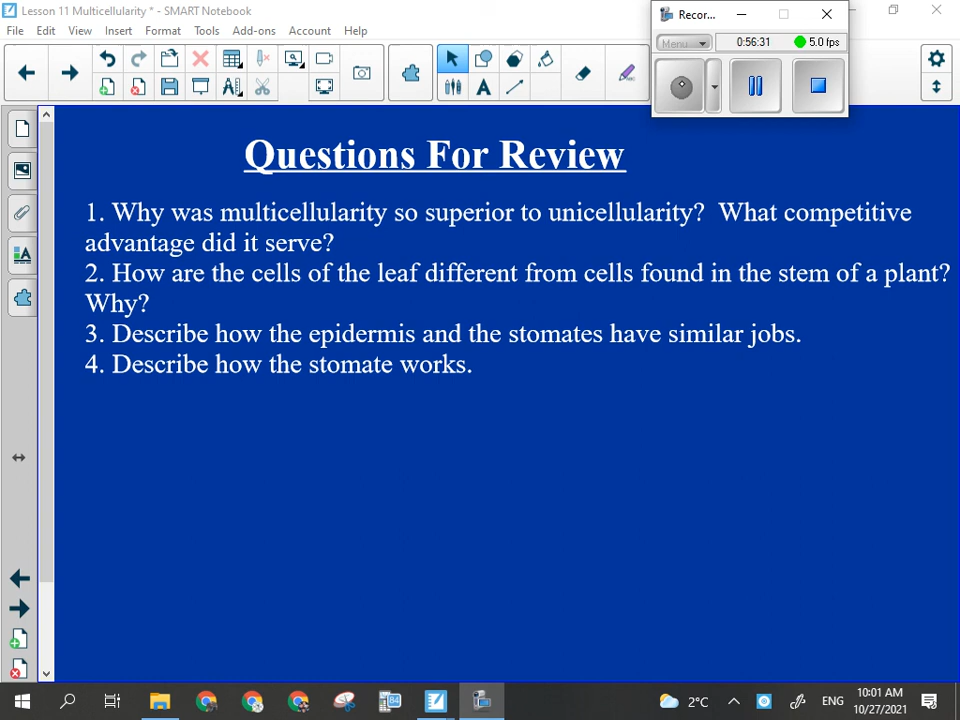 Lesson 11 Multicellularity * - SMART Notebook
File Edit View Insert Format Tools Add-ons Account Help
Recor...
Menu
0:56:31
5.0 fps
Questions For Review
1. Why was multicellularity so superior to unicellularity? What competitive
advantage did it serve?
2. How are the cells of the leaf different from cells found in the stem of a plant?
Why?
3. Describe how the epidermis and the stomates have similar jobs.
4. Describe how the stomate works.
2°C
ENG
10:01 AM
10/27/2021